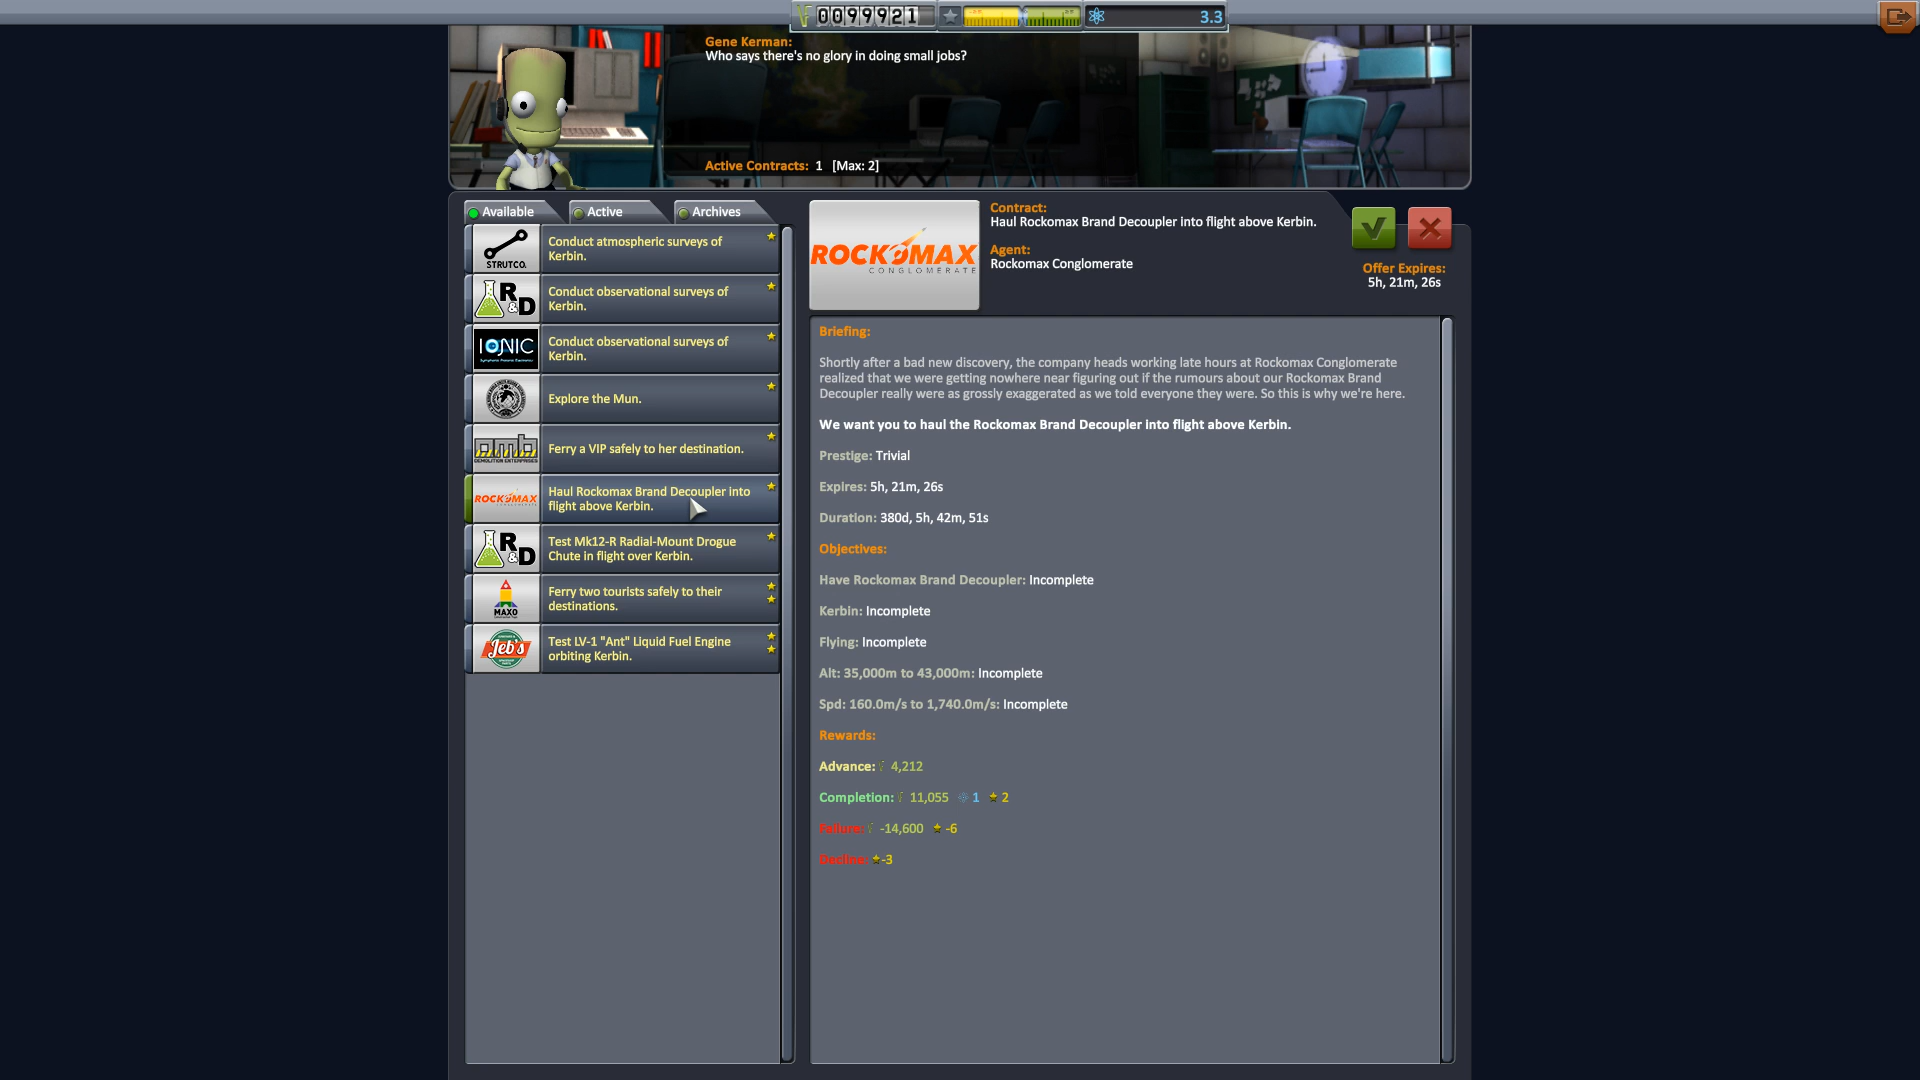 0099921
3.3
Gene Kerman:
Who says there's no glory in doing small jobs?
Active Contracts: 1 [Max: 2]
Available
Active
Archives
STRUTCO.
Conduct atmospheric surveys of
Kerbin.
R&D
Conduct observational surveys of
Kerbin.
IONIC
Conduct observational surveys of
Kerbin.
Explore the Mun.
DEMOLITION ENTERPRISES
Ferry a VIP safely to her destination.
ROCKOMAX
CONGLOMERATE
Haul Rockomax Brand Decoupler into
flight above Kerbin.
R&D
Test Mk12-R Radial-Mount Drogue
Chute in flight over Kerbin.
MAXO
Ferry two tourists safely to their
destinations.
Jeb's
Test LV-1 "Ant" Liquid Fuel Engine
orbiting Kerbin.
ROCKOMAX
CONGLOMERATE
Contract:
Haul Rockomax Brand Decoupler into flight above Kerbin.
Agent:
Rockomax Conglomerate
Offer Expires:
5h, 21m, 26s
Briefing:
Shortly after a bad new discovery, the company heads working late hours at Rockomax Conglomerate
realized that we were getting nowhere near figuring out if the rumours about our Rockomax Brand
Decoupler really were as grossly exaggerated as we told everyone they were. So this is why we're here.
We want you to haul the Rockomax Brand Decoupler into flight above Kerbin.
Prestige: Trivial
Expires: 5h, 21m, 26s
Duration: 380d, 5h, 42m, 51s
Objectives:
Have Rockomax Brand Decoupler: Incomplete
Kerbin: Incomplete
Flying: Incomplete
Alt: 35,000m to 43,000m: Incomplete
Spd: 160.0m/s to 1,740.0m/s: Incomplete
Rewards:
Advance: 4,212
Completion: 11,055 1 2
Failure: -14,600 -6
Decline: -3